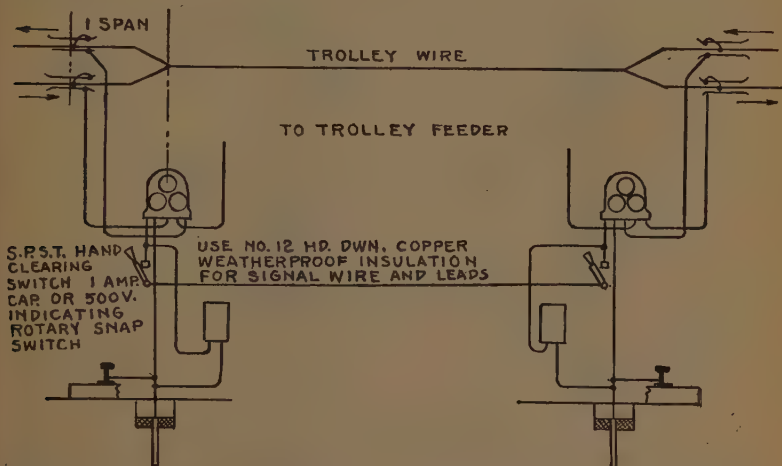 1 SPAN
TROLLEY WIRE
TO TROLLEY FEEDER
S.P.S.T. HAND
CLEARING
SWITCH 1 AMP.
CAP. OR 500V.
INDICATING
ROTARY SNAP
SWITCH
USE NO. 12 HD. DWN. COPPER
WEATHERPROOF INSULATION
FOR SIGNAL WIRE AND LEADS